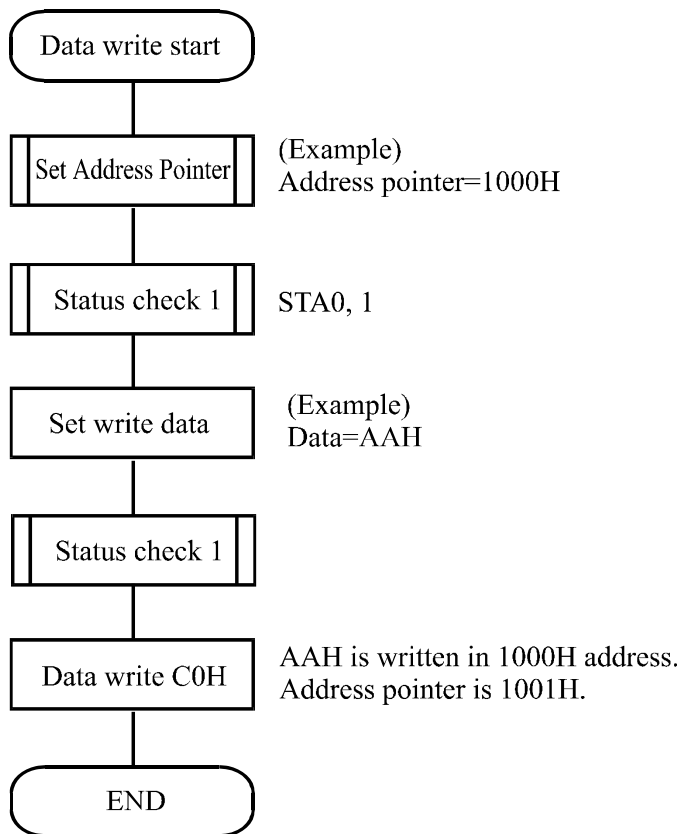 Data write start
Set Address Pointer
(Example)
Address pointer=1000H
Status check 1
STA0, 1
Set write data
(Example)
Data=AAH
Status check 1
Data write C0H
AAH is written in 1000H address.
Address pointer is 1001H.
END